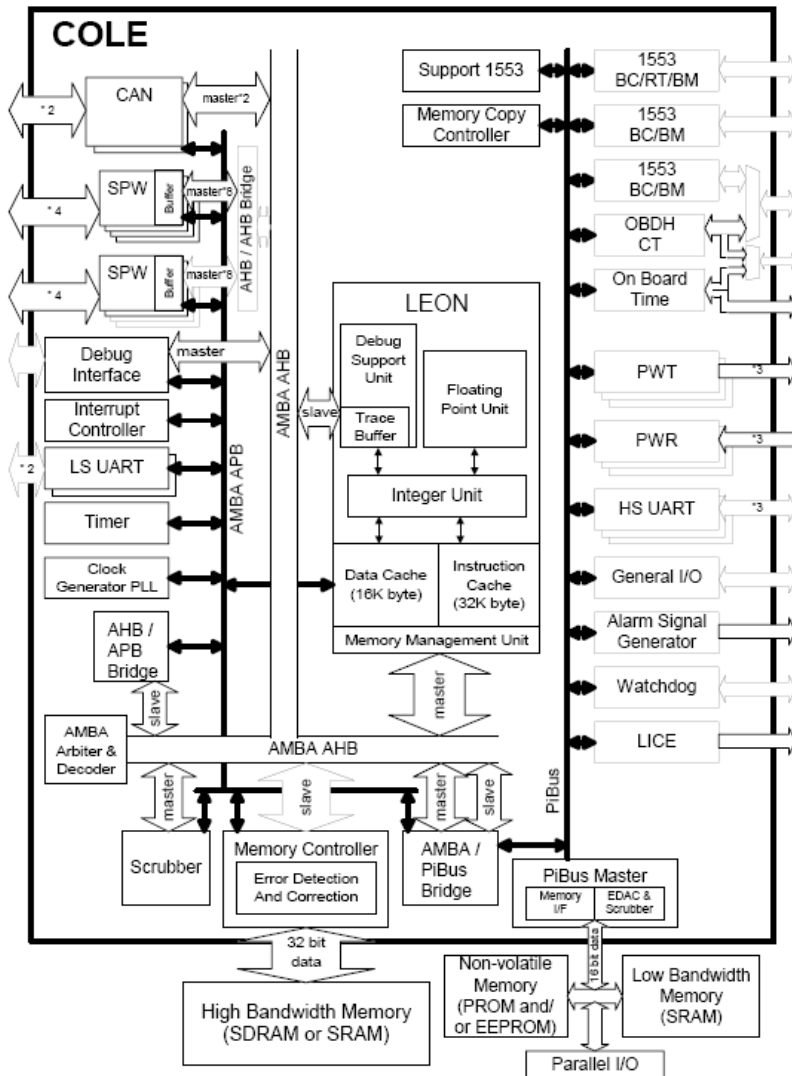 COLE
CAN
* 2
master*2
SPW
Buffer
* 4
master*8
AHB / AHB Bridge
SPW
Buffer
* 4
master*8
Debug
Interface
master
Interrupt
Controller
* 2
LS UART
Timer
Clock
Generator PLL
AHB /
APB
Bridge
slave
AMBA
Arbiter &
Decoder
AMBA APB
AMBA AHB
AMBA AHB
LEON
Debug
Support
Unit
Trace
Buffer
slave
Floating
Point Unit
Integer Unit
Data Cache
(16K byte)
Instruction
Cache
(32K byte)
Memory Management Unit
master
master
slave
master
slave
Scrubber
Memory Controller
Error Detection
And Correction
AMBA /
PiBus
Bridge
Support 1553
Memory Copy
Controller
PiBus
1553
BC/RT/BM
1553
BC/BM
1553
BC/BM
OBDH
CT
On Board
Time
PWT
*3
PWR
*3
HS UART
*3
General I/O
Alarm Signal
Generator
Watchdog
LICE
PiBus Master
Memory
I/F
EDAC &
Scrubber
32 bit
data
16 bit data
High Bandwidth Memory
(SDRAM or SRAM)
Non-volatile
Memory
(PROM and/
or EEPROM)
Low Bandwidth
Memory
(SRAM)
Parallel I/O